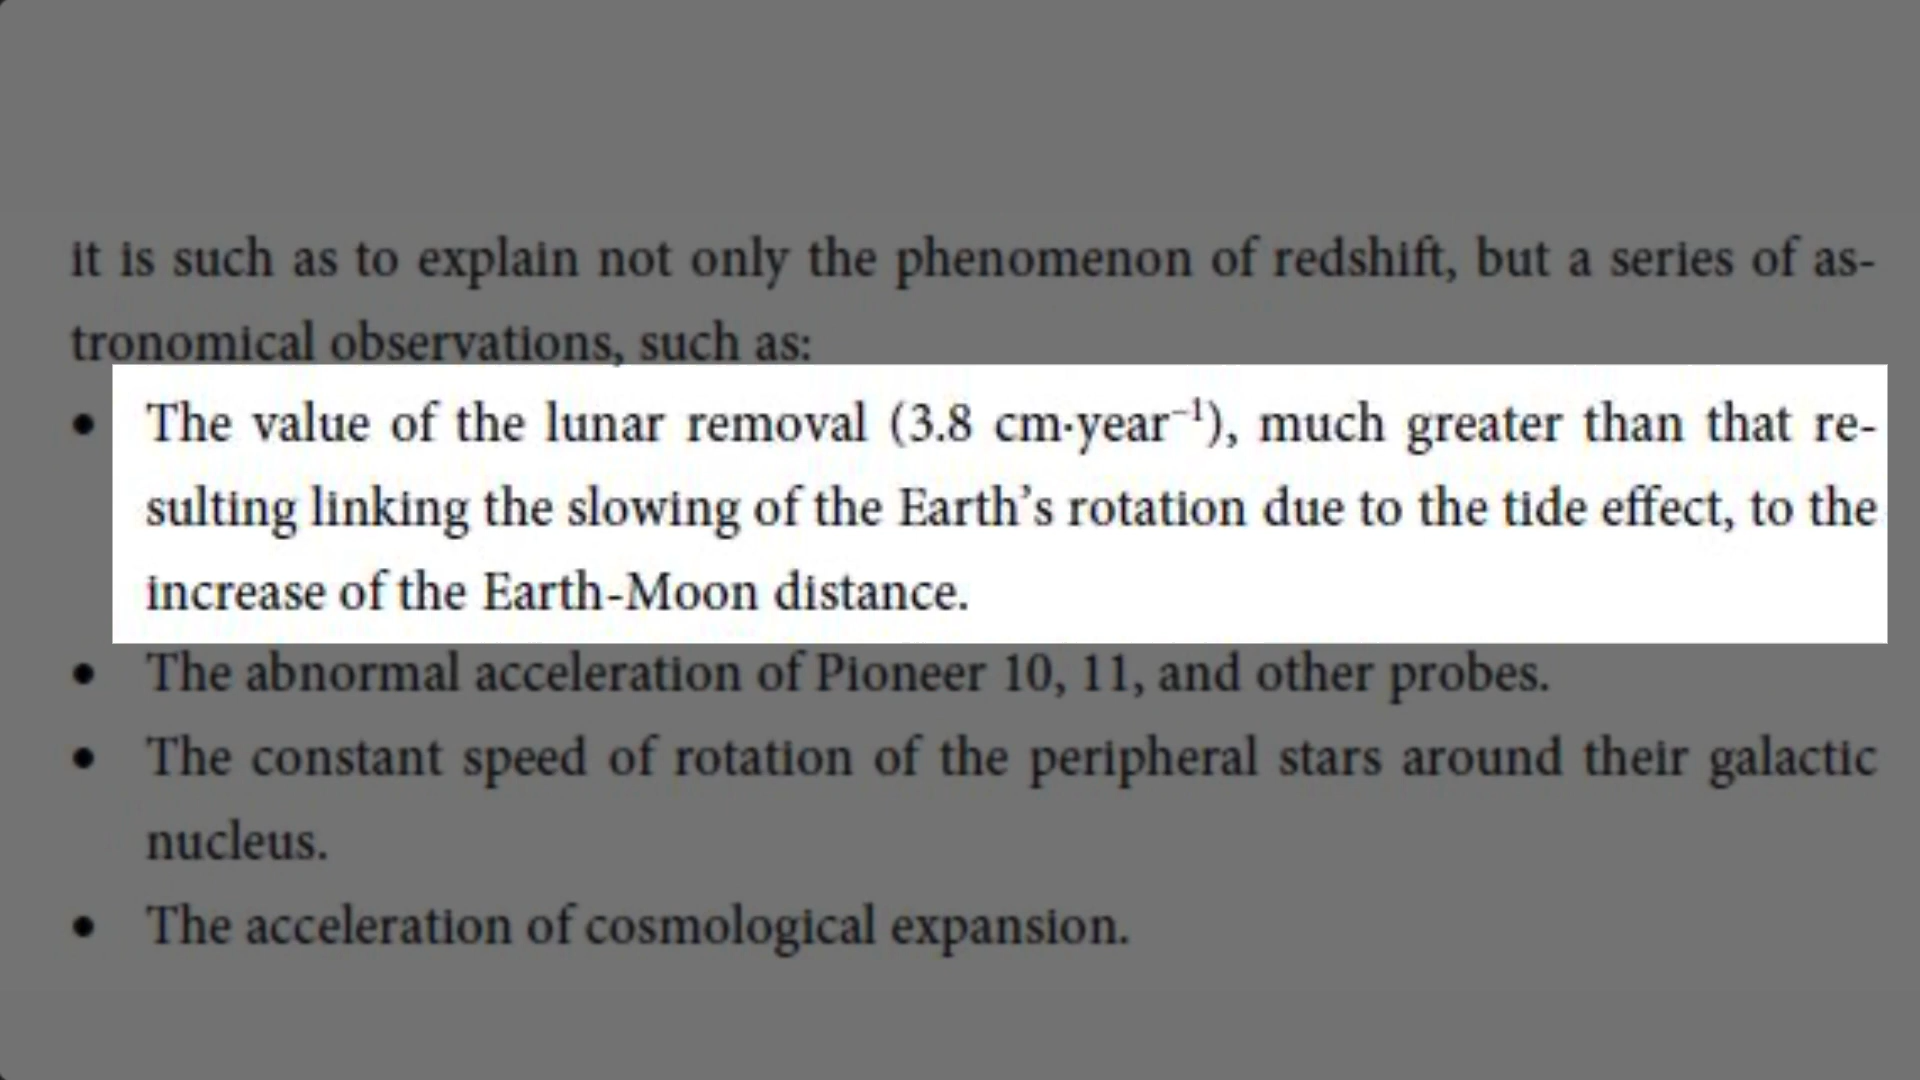 it is such as to explain not only the phenomenon of redshift, but a series of as-
tronomical observations, such as:
• The value of the lunar removal (3.8 cm·year⁻¹), much greater than that re-
sulting linking the slowing of the Earth’s rotation due to the tide effect, to the
increase of the Earth-Moon distance.
• The abnormal acceleration of Pioneer 10, 11, and other probes.
• The constant speed of rotation of the peripheral stars around their galactic
nucleus.
• The acceleration of cosmological expansion.